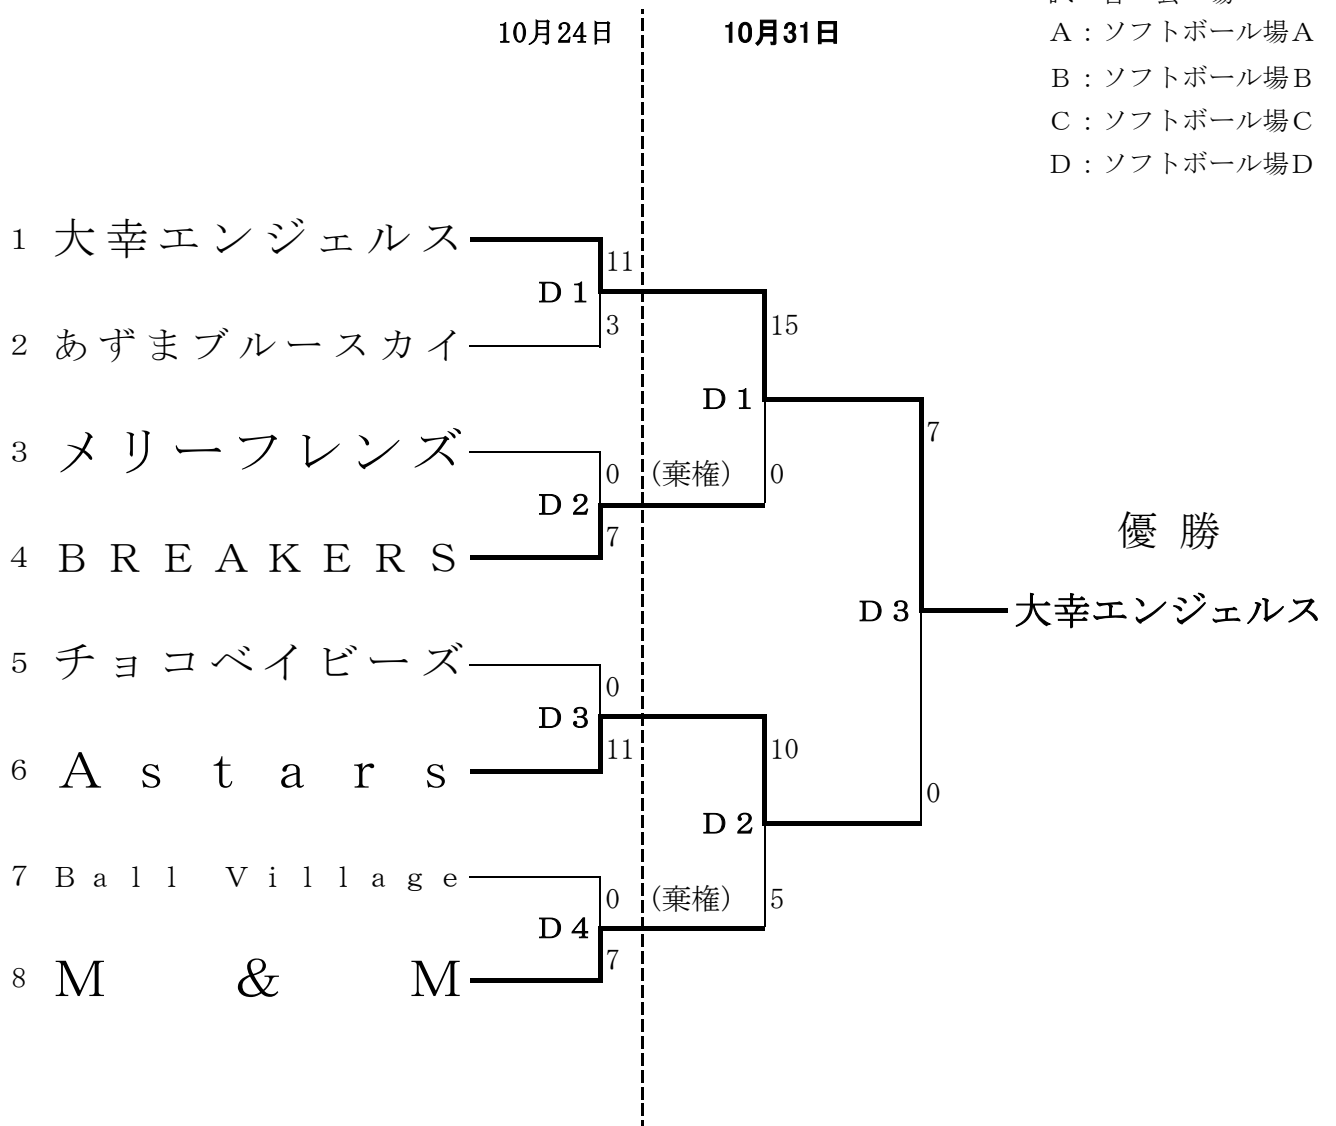 10月24日 10月31日
A：ソフトボール場A
B：ソフトボール場B
C：ソフトボール場C
D：ソフトボール場D
1 大幸エンジェルス
11
D1
3
2 あずまブルースカイ
15
D1
3 メリーフレンズ
0 (棄権) 0
D2
7
4 BREAKERS
7
優勝
D3 大幸エンジェルス
5 チョコベイビーズ
0
D3
11
6 Astars
10
D2
0
7 Ball Village
0 (棄権) 5
D4
7
8 M & M